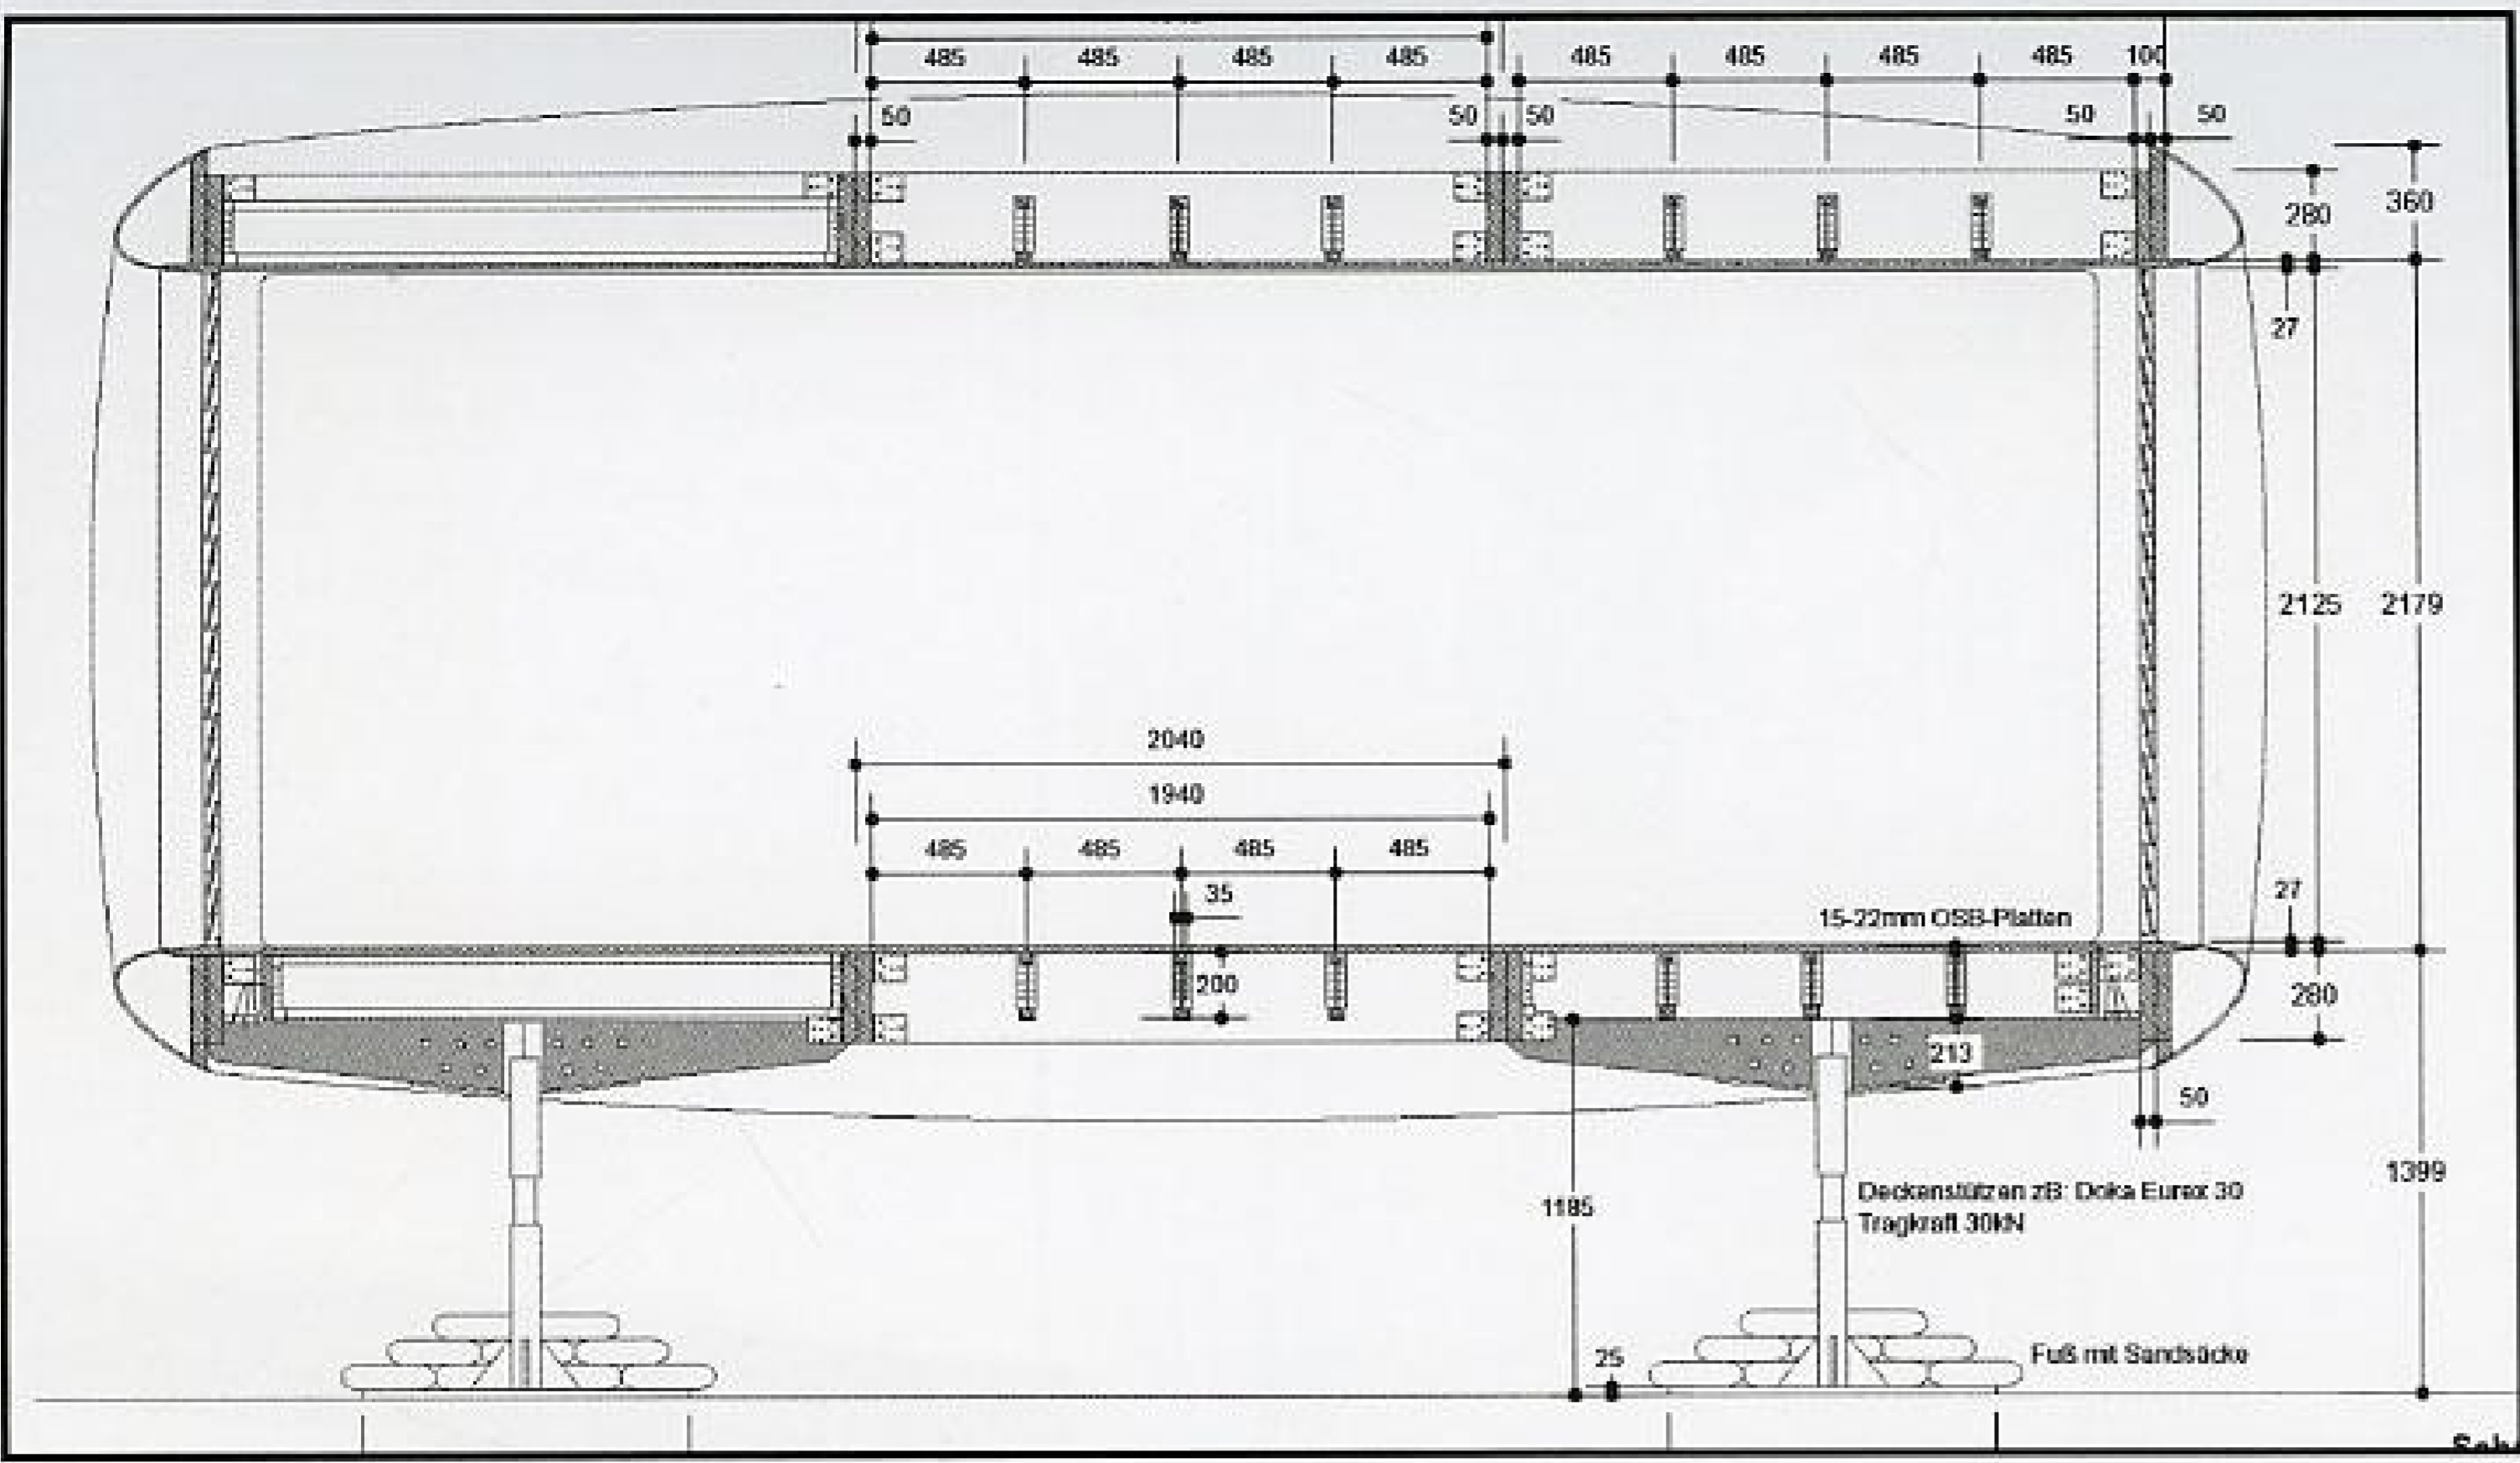 485 485 485 485 485 485 485 485 100
50 50 50 50 50
280 360
27
2125 2179
2040
1940
485 485 485 485
35
27
15-22mm OSB-Platten
200
280
213
50
1399
1185
Deckenstützen zB: Doka Eurex 30
Tragkraft 30kN
25
Fuß mit Sandsäcke